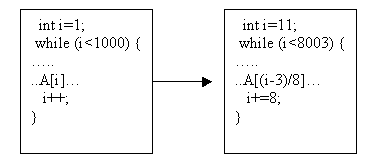 int i=1;
while (i<1000) {
…..
..A[i]…
i++;
}
int i=11;
while (i<8003) {
…..
..A[(i-3)/8]…
i+=8;
}